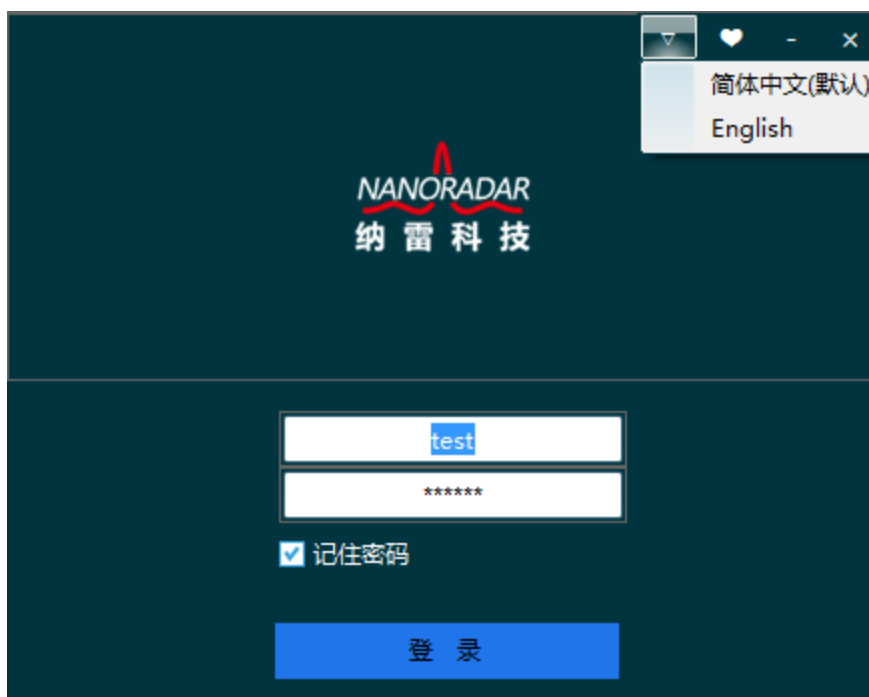 简体中文(默认)
English
NANORADAR
纳雷科技
test
******
记住密码
登 录